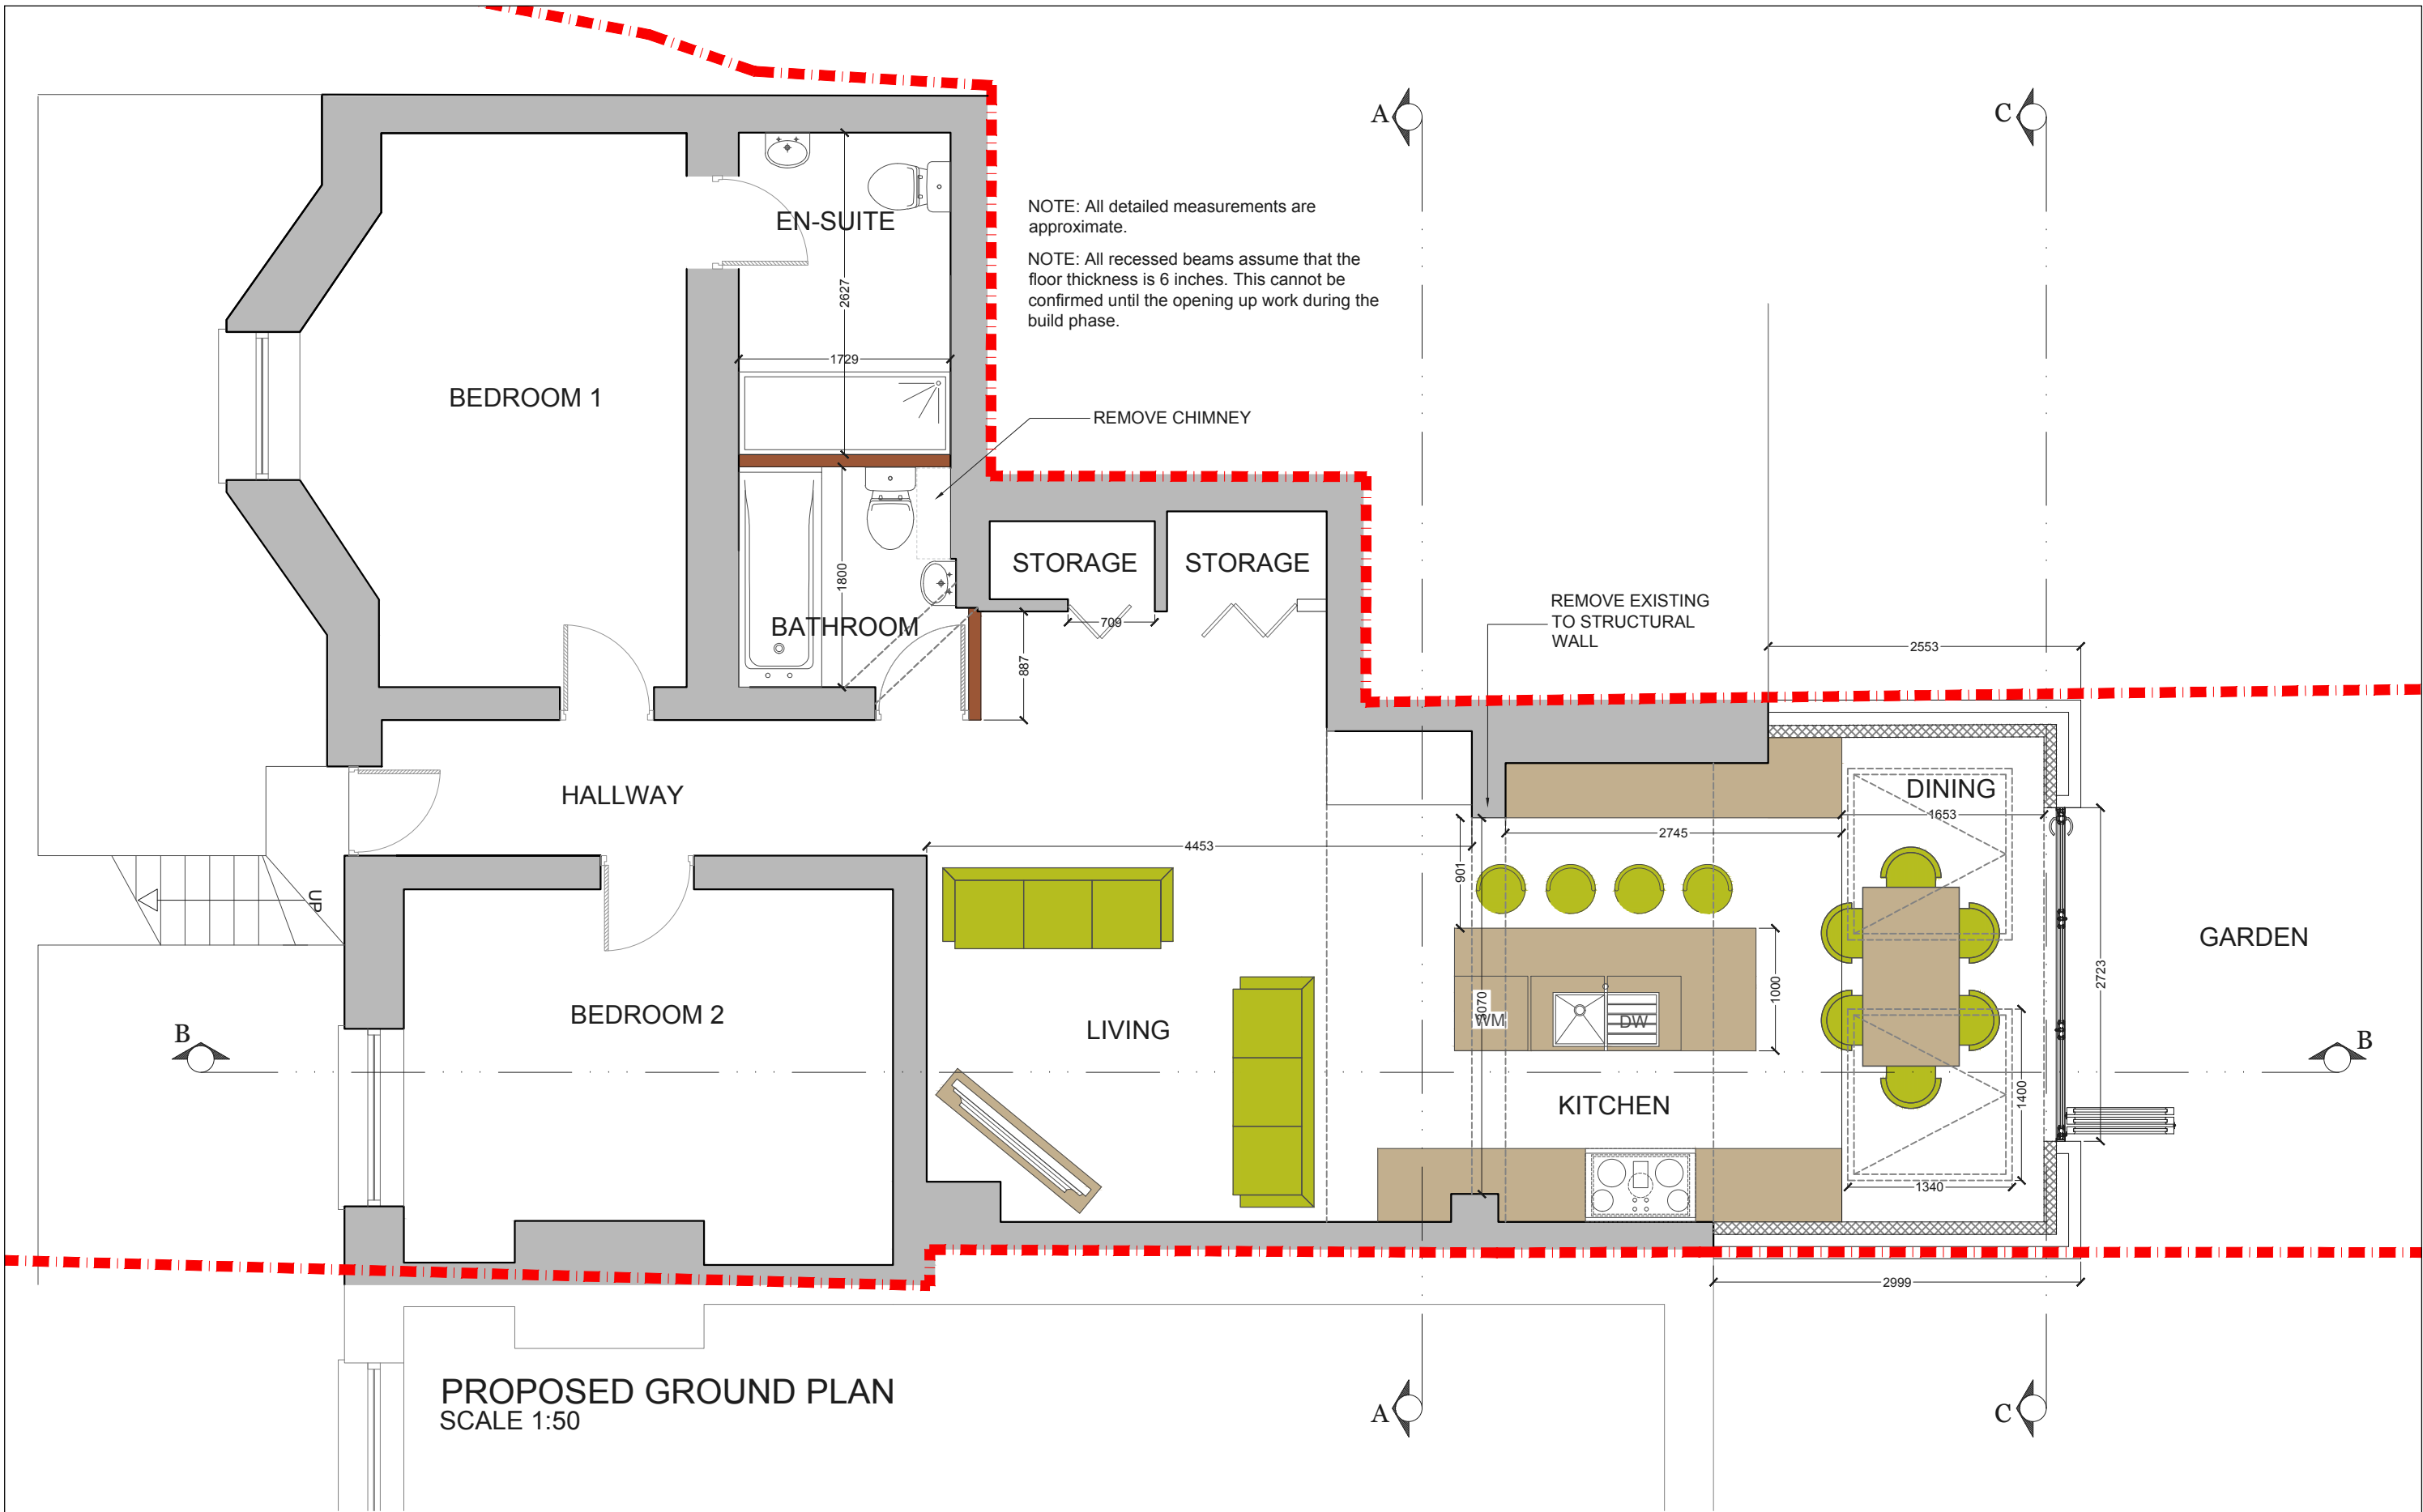 A
C
NOTE: All detailed measurements are
approximate.
NOTE: All recessed beams assume that the
floor thickness is 6 inches. This cannot be
confirmed until the opening up work during the
build phase.
EN-SUITE
2627
1729
BEDROOM 1
REMOVE CHIMNEY
STORAGE
STORAGE
1800
BATHROOM
709
887
REMOVE EXISTING
TO STRUCTURAL
WALL
2553
HALLWAY
DINING
1653
2745
4453
901
UP
GARDEN
2723
1000
BEDROOM 2
LIVING
WM
DW
B
B
KITCHEN
1400
1340
2999
PROPOSED GROUND PLAN
SCALE 1:50
A
C